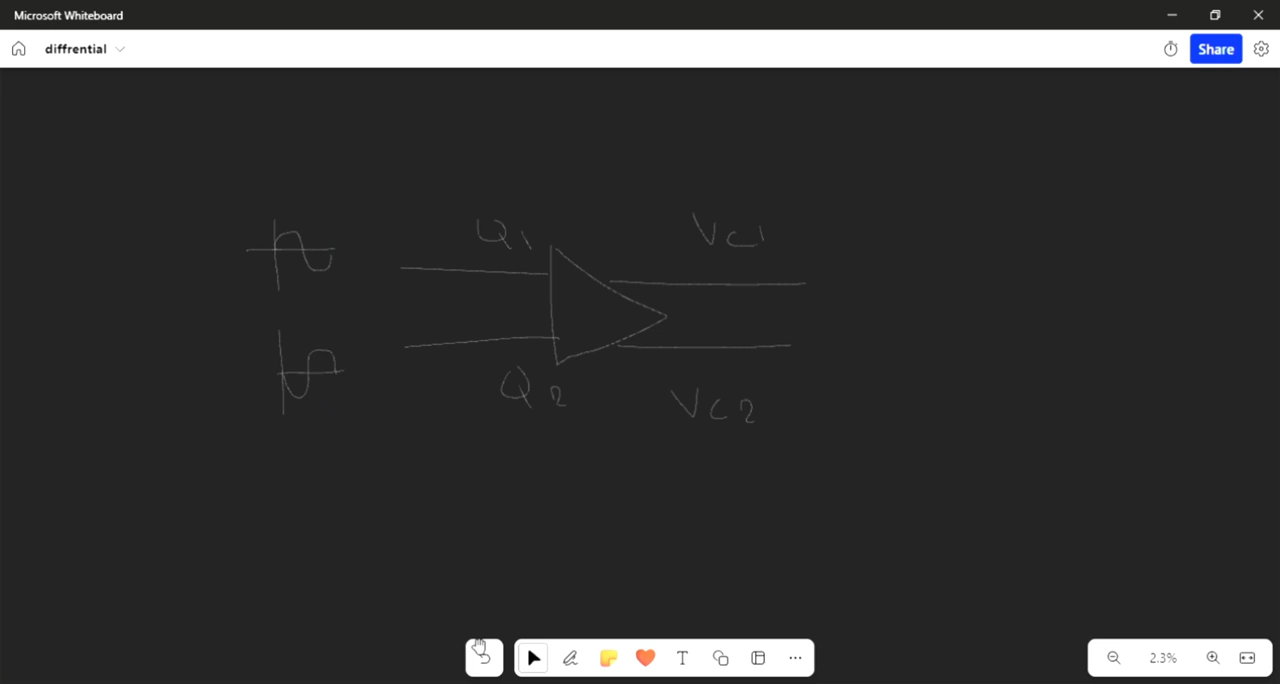 Microsoft Whiteboard
diffrential
Share
Q1
VC1
Q2
VC2
T
2.3%